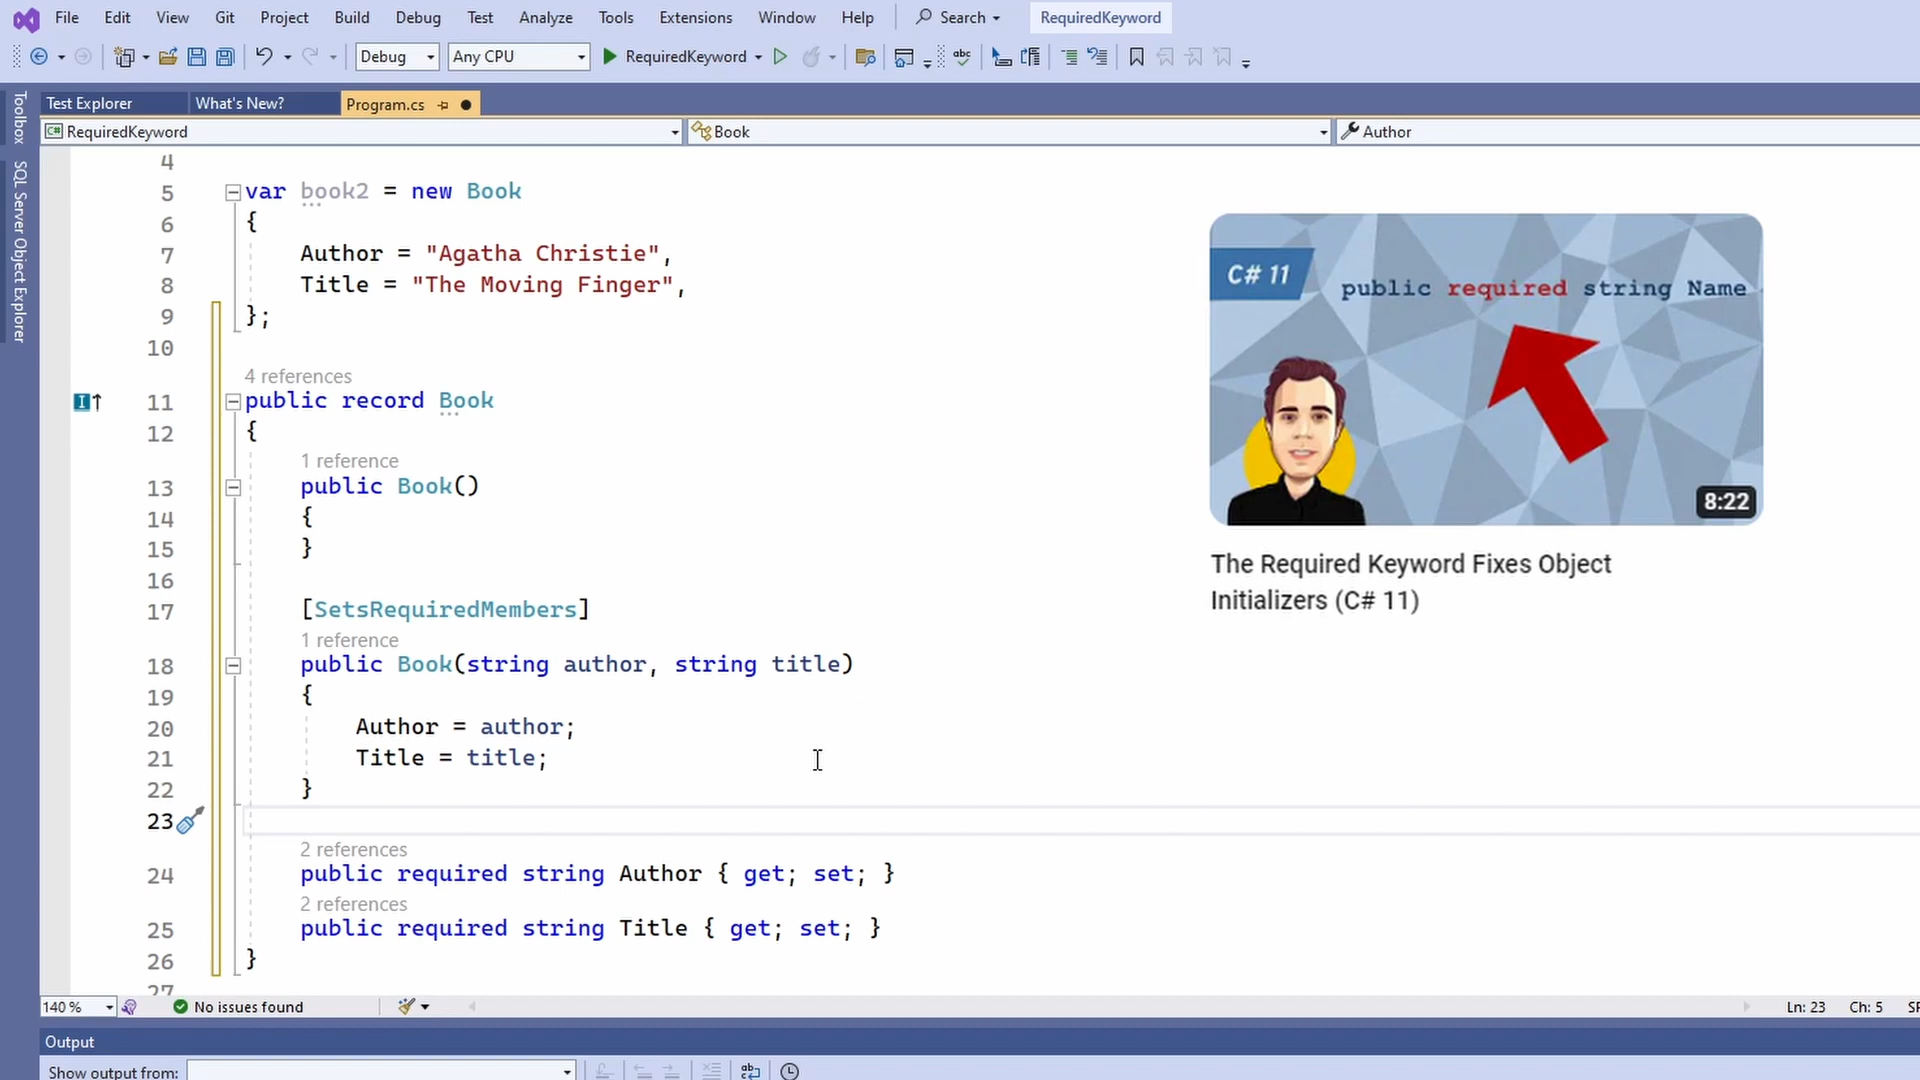 File Edit View Git Project Build Debug Test Analyze Tools Extensions Window Help Search RequiredKeyword
Debug Any CPU RequiredKeyword
Toolbox
SQL Server Object Explorer
Test Explorer What's New? Program.cs
RequiredKeyword Book Author
4
5 var book2 = new Book
6 {
7 Author = "Agatha Christie",
8 Title = "The Moving Finger",
9 };
10
4 references
11 public record Book
12 {
1 reference
13 public Book()
14 {
15 }
16
17 [SetsRequiredMembers]
1 reference
18 public Book(string author, string title)
19 {
20 Author = author;
21 Title = title;
22 }
23
2 references
24 public required string Author { get; set; }
2 references
25 public required string Title { get; set; }
26 }
27
C# 11
public required string Name
8:22
The Required Keyword Fixes Object
Initializers (C# 11)
140 % No issues found Ln: 23 Ch: 5
Output
Show output from: